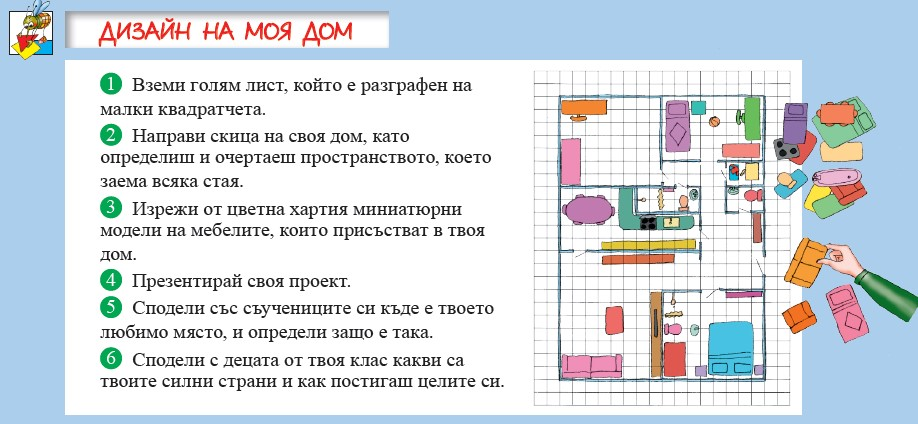 ДИЗАЙН НА МОЯ ДОМ
1 Вземи голям лист, който е разграфен на
малки квадратчета.
2 Направи скица на своя дом, като
определиш и очертаеш пространството, което
заема всяка стая.
3 Изрежи от цветна хартия миниатюрни
модели на мебелите, които присъстват в твоя
дом.
4 Презентирай своя проект.
5 Сподели със съучениците си къде е твоето
любимо място, и определи защо е така.
6 Сподели с децата от твоя клас какви са
твоите силни страни и как постигаш целите си.